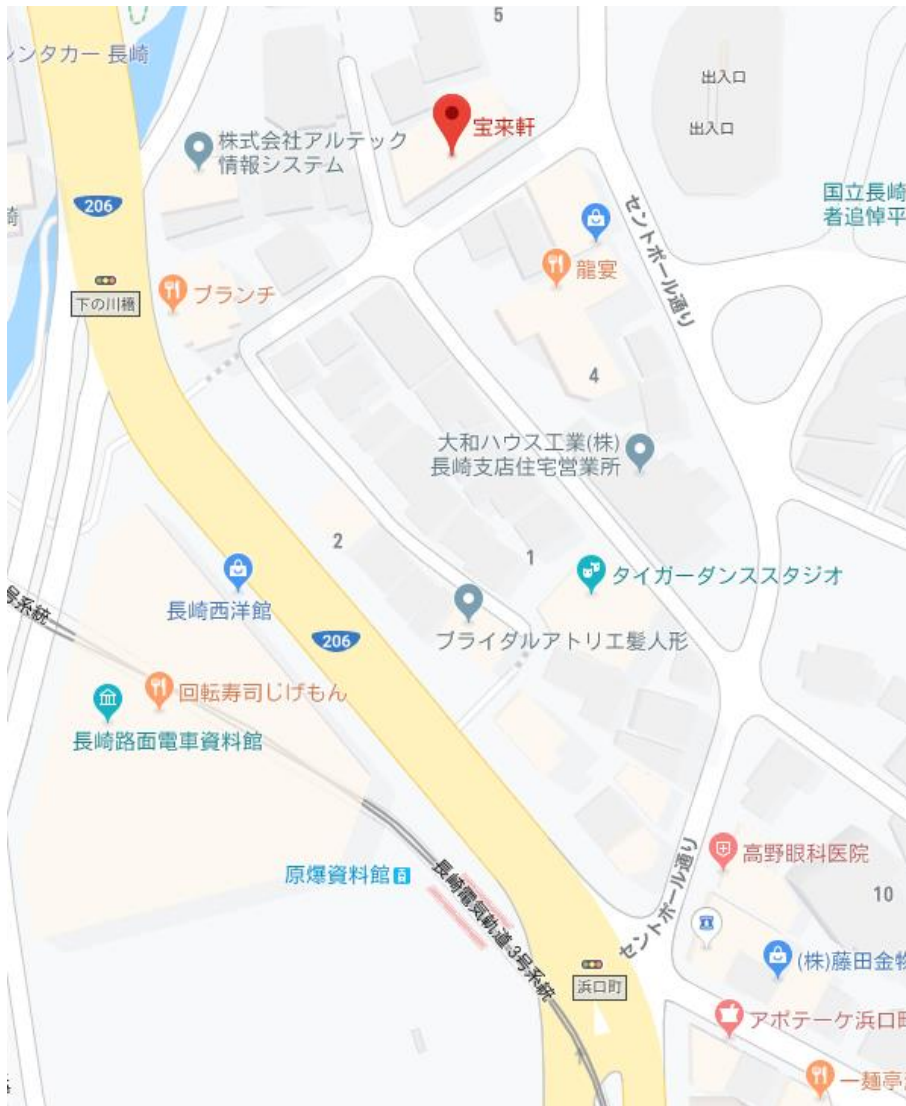 5
レンタカー 長崎
出入口
出入口
宝来軒
株式会社アルテック
情報システム
206
崎
国立長崎
者追悼平
セントポール通り
龍宴
下の川橋
ブランチ
4
大和ハウス工業(株)
長崎支店住宅営業所
2
1
タイガーダンススタジオ
長崎西洋館
号系統
206
ブライダルアトリエ髪人形
回転寿司じげもん
長崎路面電車資料館
高野眼科医院
原爆資料館
長崎電気軌道 3号系統
セントポール通り
10
(株)藤田金物
浜口町
アポテーケ浜口町
一麺亭